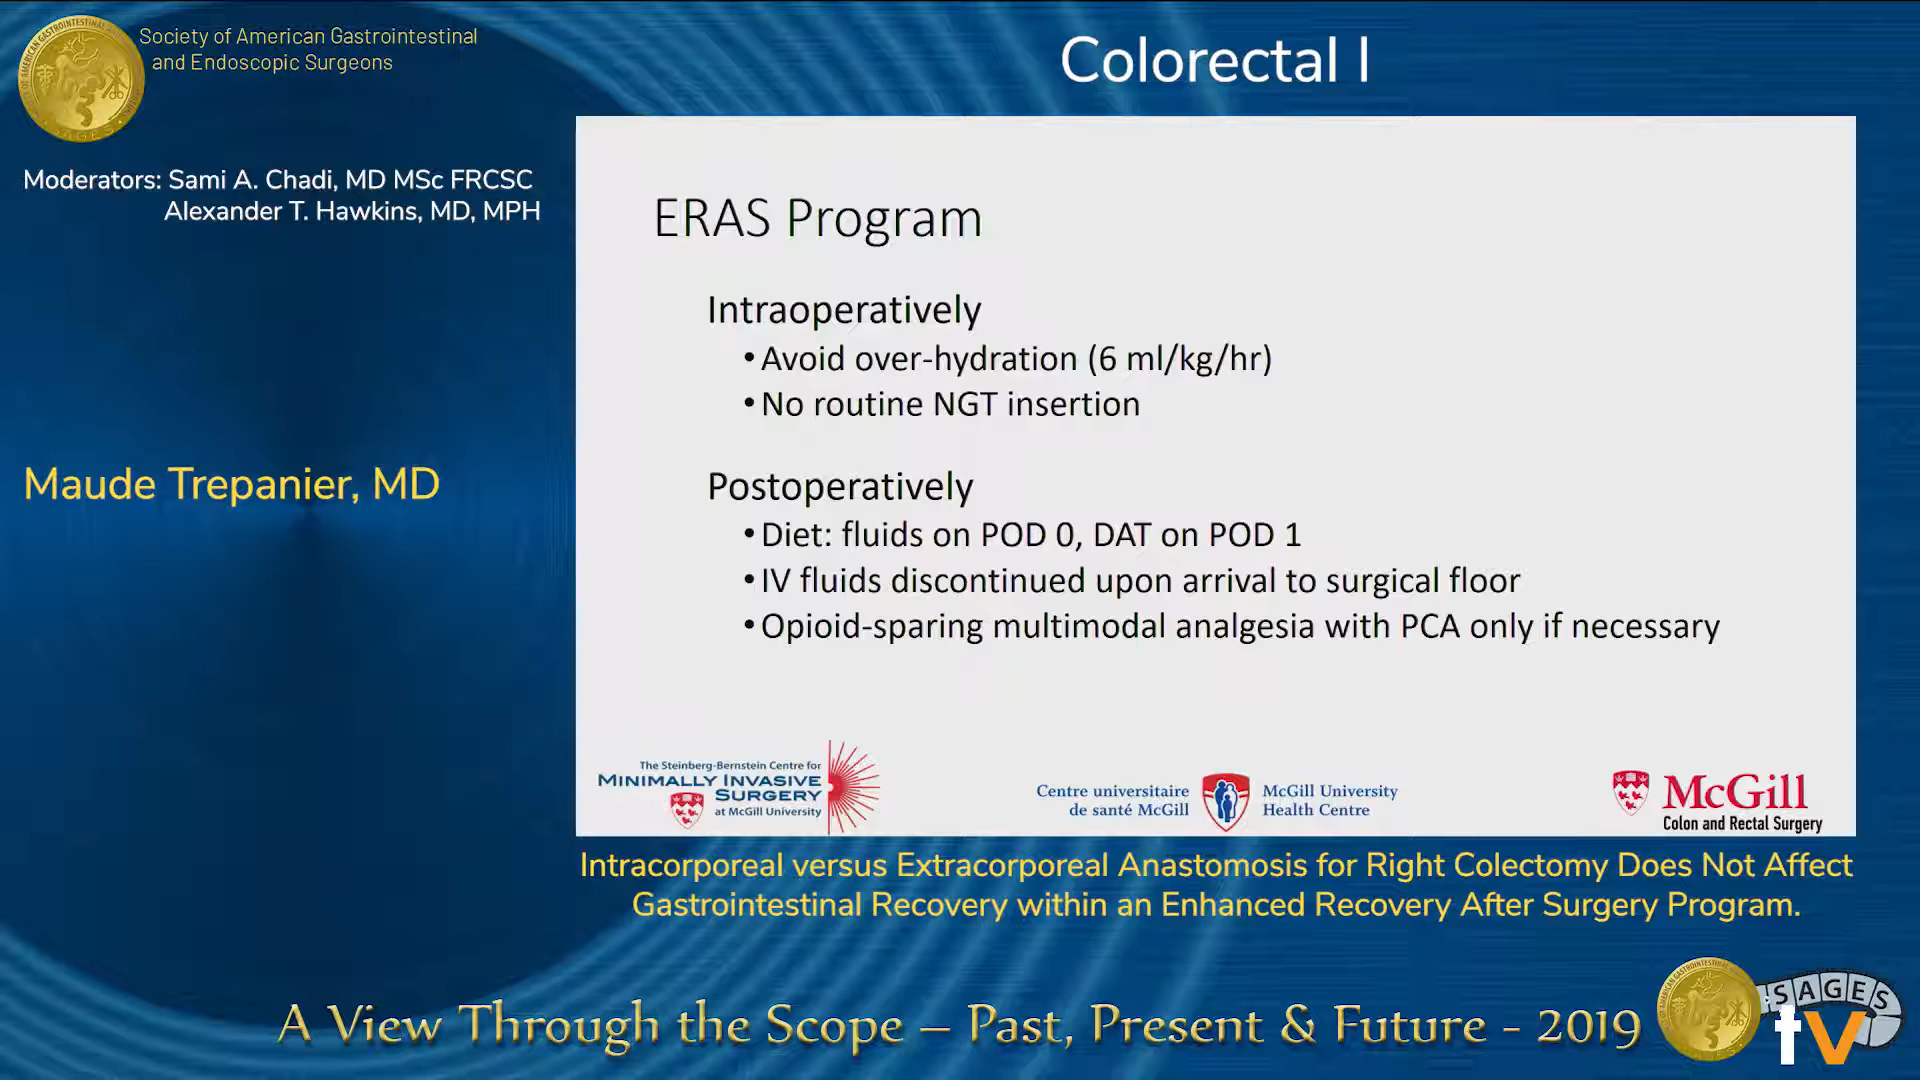 Society of American Gastrointestinal
and Endoscopic Surgeons
Colorectal I
Moderators: Sami A. Chadi, MD MSc FRCSC
Alexander T. Hawkins, MD, MPH
Maude Trepanier, MD
ERAS Program
Intraoperatively
•Avoid over-hydration (6 ml/kg/hr)
•No routine NGT insertion
Postoperatively
•Diet: fluids on POD 0, DAT on POD 1
•IV fluids discontinued upon arrival to surgical floor
•Opioid-sparing multimodal analgesia with PCA only if necessary
The Steinberg-Bernstein Centre for
MINIMALLY INVASIVE
SURGERY
at McGill University
Centre universitaire
de santé McGill
McGill University
Health Centre
McGill
Colon and Rectal Surgery
Intracorporeal versus Extracorporeal Anastomosis for Right Colectomy Does Not Affect
Gastrointestinal Recovery within an Enhanced Recovery After Surgery Program.
A View Through the Scope – Past, Present & Future - 2019
SAGES
tv